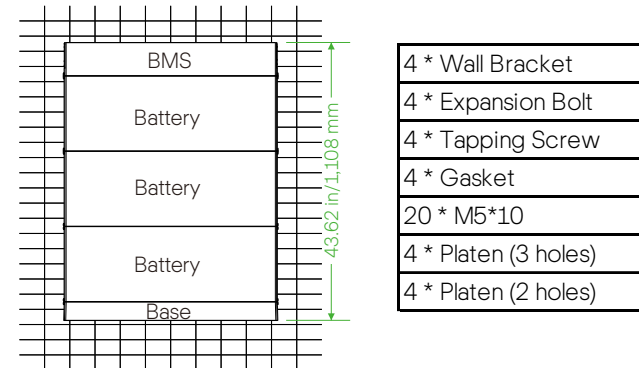 BMS
Battery
Battery
Battery
Base
43.62 in/1,108 mm
4 * Wall Bracket
4 * Expansion Bolt
4 * Tapping Screw
4 * Gasket
20 * M5*10
4 * Platen (3 holes)
4 * Platen (2 holes)